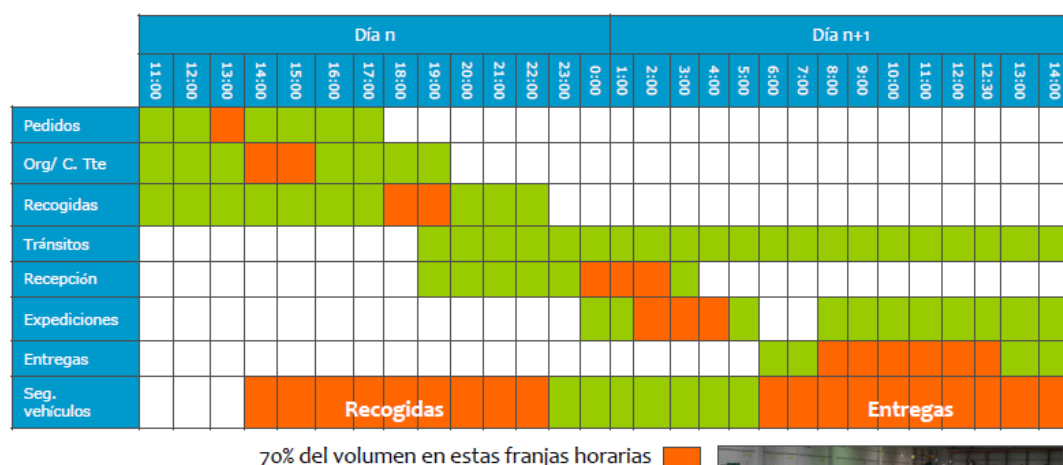 Día n
Día n+1
11:00 12:00 13:00 14:00 15:00 16:00 17:00 18:00 19:00 20:00 21:00 22:00 23:00 0:00 1:00 2:00 3:00 4:00 5:00 6:00 7:00 8:00 9:00 10:00 11:00 12:00 12:30 13:00 14:00
Pedidos
Org/ C. Tte
Recogidas
Tránsitos
Recepción
Expediciones
Entregas
Seg.
vehículos
Recogidas
Entregas
70% del volumen en estas franjas horarias